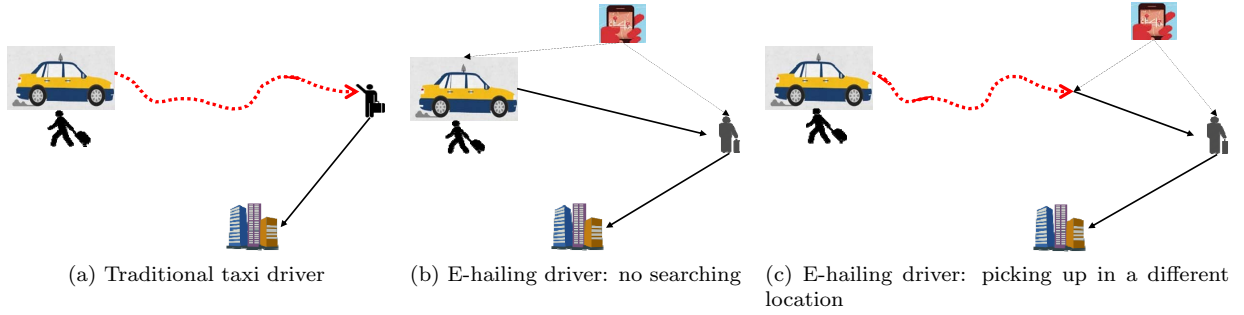 (a) Traditional taxi driver
(b) E-hailing driver: no searching
(c) E-hailing driver: picking up in a different
location